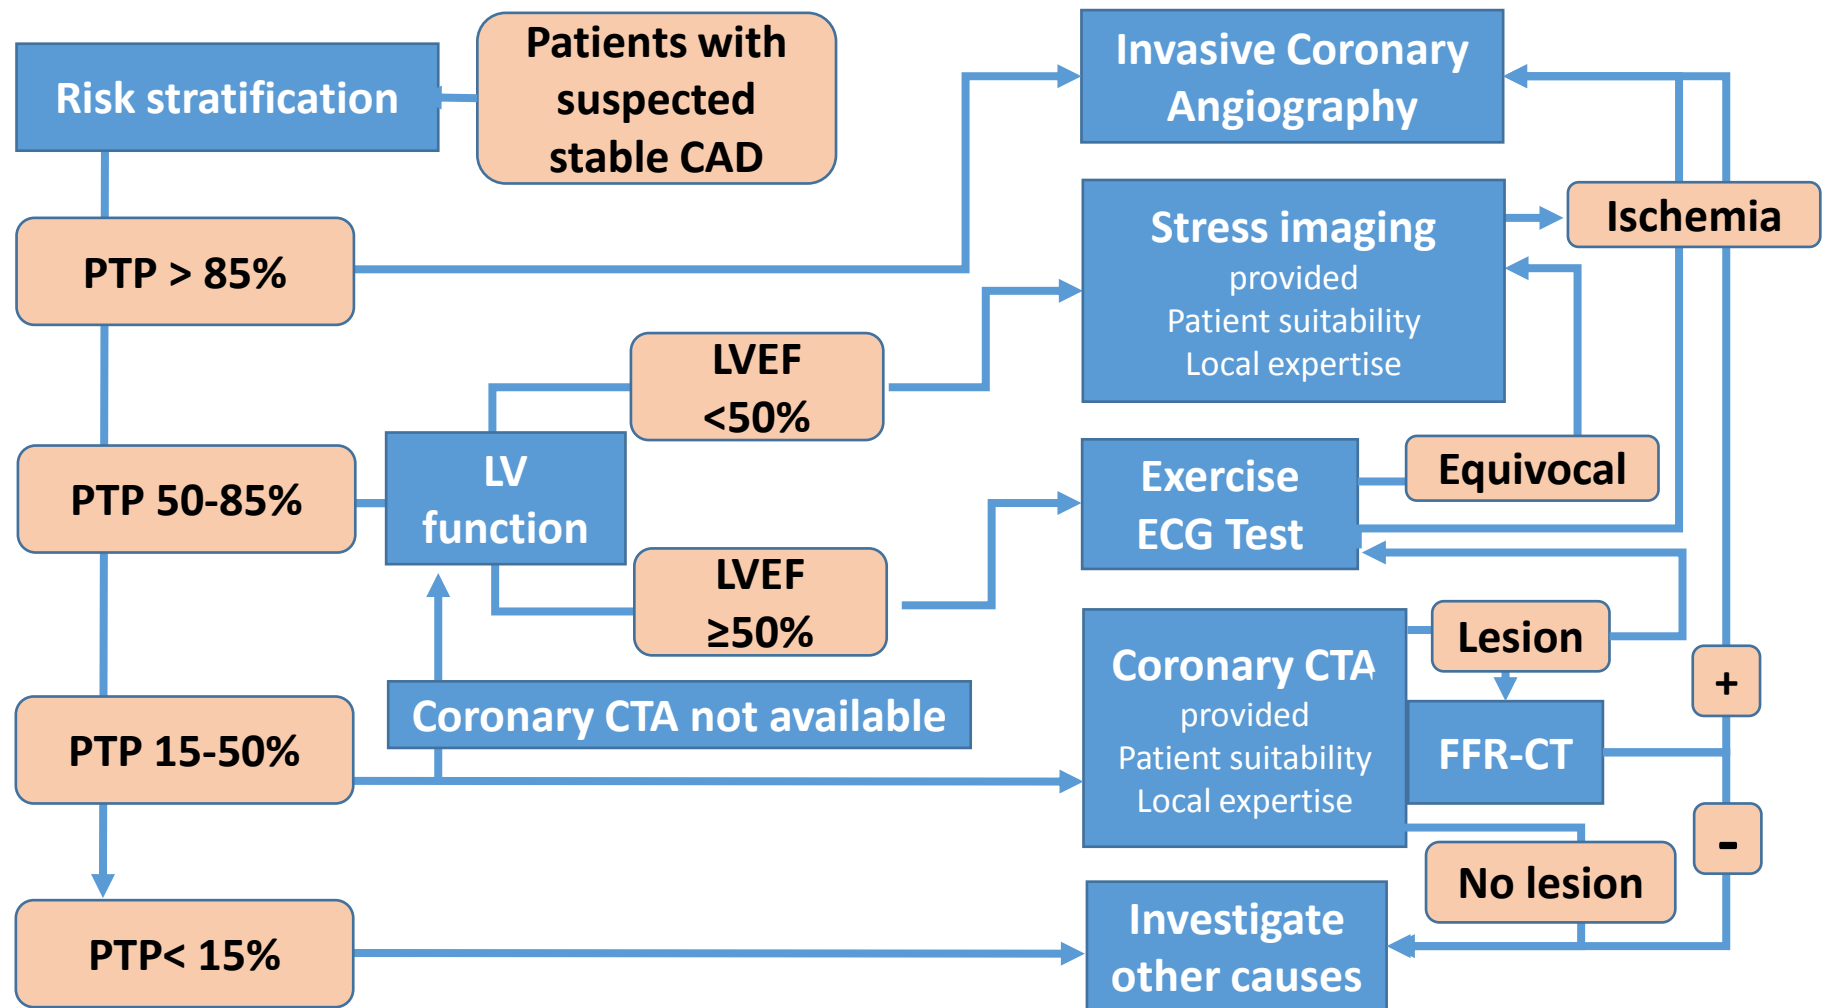 Patients with
suspected
stable CAD
Risk stratification
Invasive Coronary
Angiography
PTP > 85%
Stress imaging
provided
Patient suitability
Local expertise
Ischemia
LVEF
<50%
PTP 50-85%
LV
function
Exercise
ECG Test
Equivocal
LVEF
≥50%
PTP 15-50%
Coronary CTA not available
Coronary CTA
provided
Patient suitability
Local expertise
Lesion
FFR-CT
+
-
No lesion
PTP< 15%
Investigate
other causes